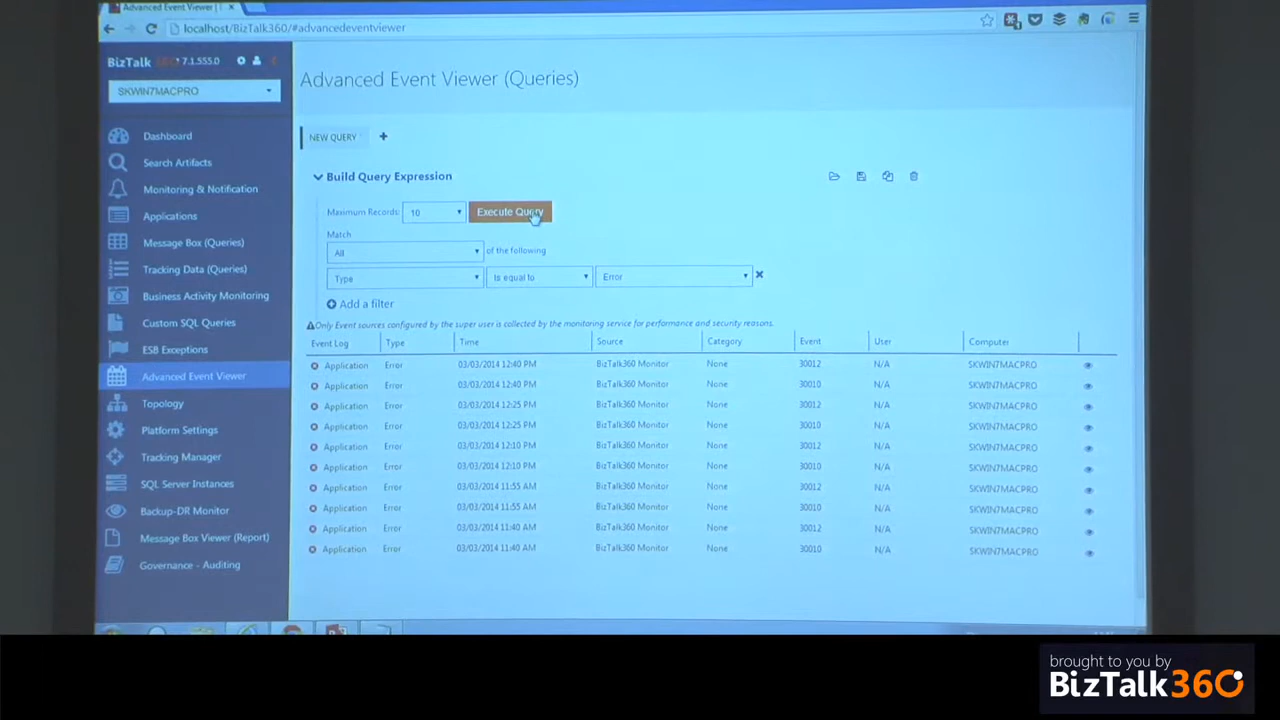 Advanced Event Viewer |
localhost/BizTalk360/#advancedeventviewer
BizTalk 360 7.1.555.0
SKWIN7MACPRO
Dashboard
Search Artifacts
Monitoring & Notification
Applications
Message Box (Queries)
Tracking Data (Queries)
Business Activity Monitoring
Custom SQL Queries
ESB Exceptions
Advanced Event Viewer
Topology
Platform Settings
Tracking Manager
SQL Server Instances
Backup-DR Monitor
Message Box Viewer (Report)
Governance - Auditing
Advanced Event Viewer (Queries)
NEW QUERY +
Build Query Expression
Maximum Records: 10 Execute Query
Match
All of the following
Type Is equal to Error
Add a filter
Only Event sources configured by the super user is collected by the monitoring service for performance and security reasons.
Event Log Type Time Source Category Event User Computer
Application Error 03/03/2014 12:40 PM BizTalk360 Monitor None 30012 N/A SKWIN7MACPRO
Application Error 03/03/2014 12:40 PM BizTalk360 Monitor None 30010 N/A SKWIN7MACPRO
Application Error 03/03/2014 12:25 PM BizTalk360 Monitor None 30012 N/A SKWIN7MACPRO
Application Error 03/03/2014 12:25 PM BizTalk360 Monitor None 30010 N/A SKWIN7MACPRO
Application Error 03/03/2014 12:10 PM BizTalk360 Monitor None 30012 N/A SKWIN7MACPRO
Application Error 03/03/2014 12:10 PM BizTalk360 Monitor None 30010 N/A SKWIN7MACPRO
Application Error 03/03/2014 11:55 AM BizTalk360 Monitor None 30012 N/A SKWIN7MACPRO
Application Error 03/03/2014 11:55 AM BizTalk360 Monitor None 30010 N/A SKWIN7MACPRO
Application Error 03/03/2014 11:40 AM BizTalk360 Monitor None 30012 N/A SKWIN7MACPRO
Application Error 03/03/2014 11:40 AM BizTalk360 Monitor None 30010 N/A SKWIN7MACPRO
brought to you by
BizTalk360